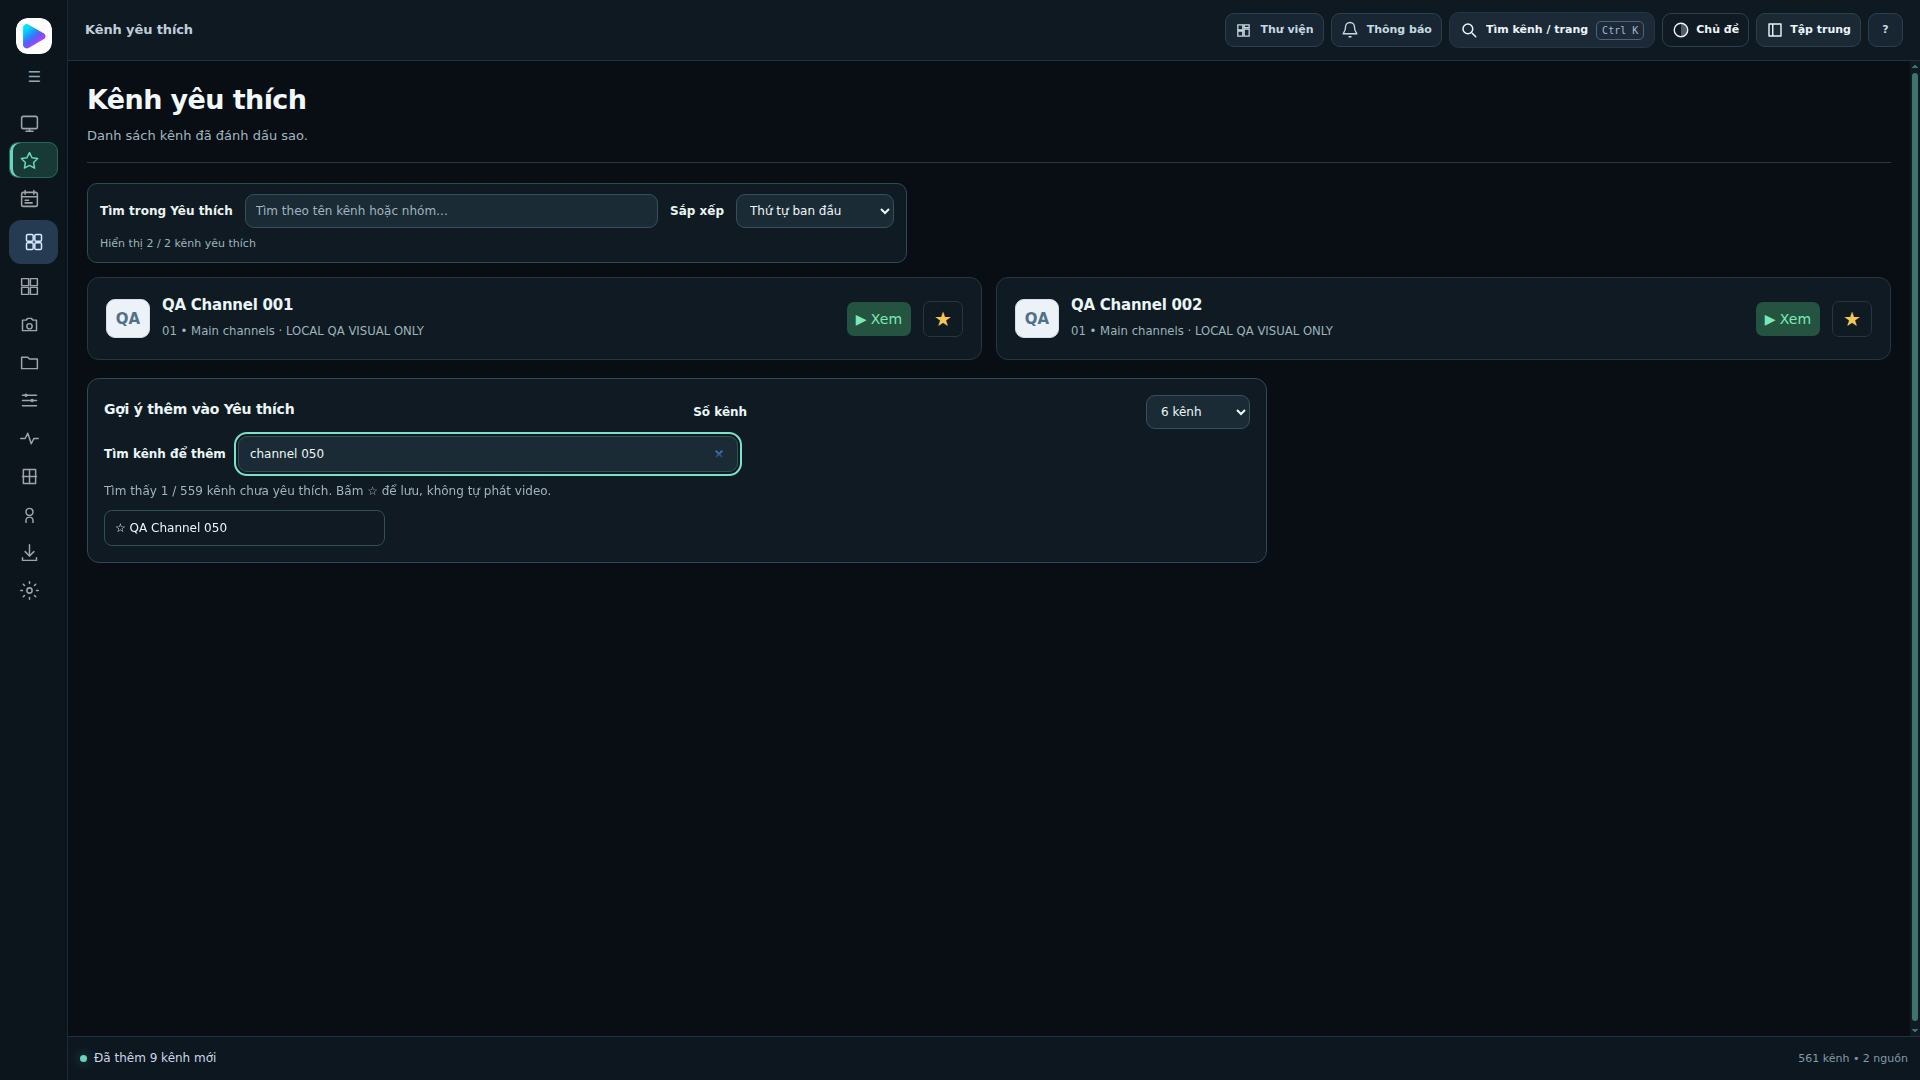 Kênh yêu thích
Thư viện
Thông báo
Tìm kênh / trang Ctrl K
Chủ đề
Tập trung
?
Kênh yêu thích
Danh sách kênh đã đánh dấu sao.
Tìm trong Yêu thích
Tìm theo tên kênh hoặc nhóm...
Sắp xếp
Thứ tự ban đầu
Hiển thị 2 / 2 kênh yêu thích
QA
QA Channel 001
01 • Main channels · LOCAL QA VISUAL ONLY
▶ Xem
★
QA
QA Channel 002
01 • Main channels · LOCAL QA VISUAL ONLY
▶ Xem
★
Gợi ý thêm vào Yêu thích
Số kênh
6 kênh
Tìm kênh để thêm
channel 050
Tìm thấy 1 / 559 kênh chưa yêu thích. Bấm ☆ để lưu, không tự phát video.
☆ QA Channel 050
Đã thêm 9 kênh mới
561 kênh • 2 nguồn